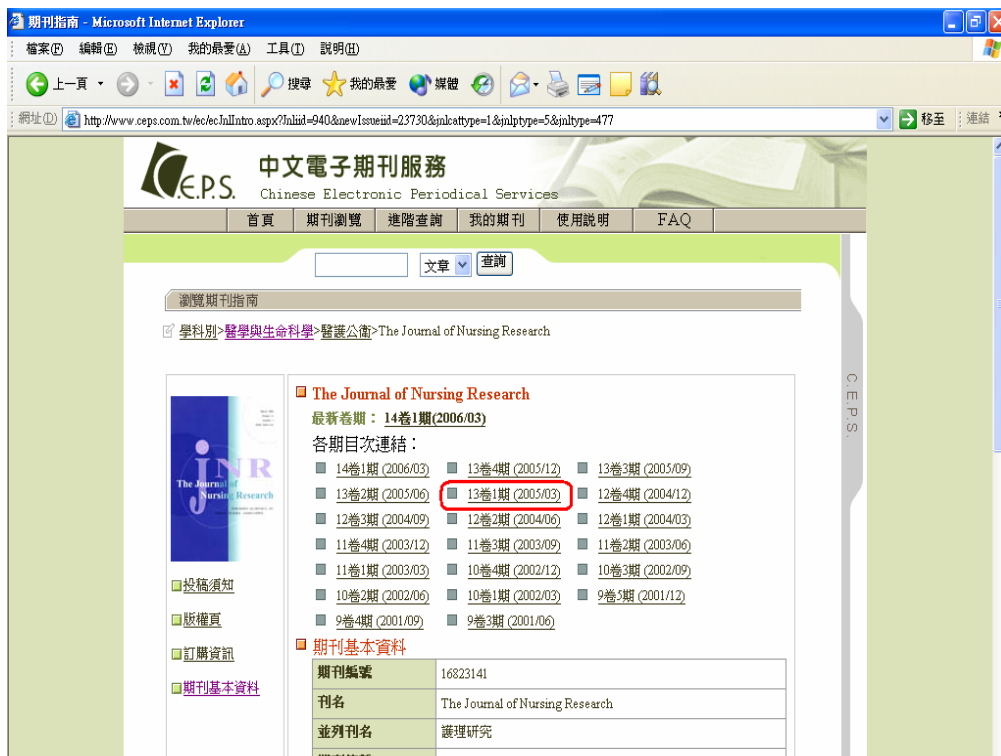 期刊指南 - Microsoft Internet Explorer
檔案(F) 編輯(E) 檢視(V) 我的最愛(A) 工具(T) 說明(H)
上一頁 搜尋 我的最愛 媒體
網址(D) http://www.ceps.com.tw/ec/ecJnlIntro.aspx?Jnliid=940&newIssueiid=23730&jnlcattype=1&jnlptype=5&jnltype=477 移至 連結
C.E.P.S. 中文電子期刊服務
Chinese Electronic Periodical Services
首頁 期刊瀏覽 進階查詢 我的期刊 使用說明 FAQ
文章 查詢
瀏覽期刊指南
學科別>醫學與生命科學>醫護公衛>The Journal of Nursing Research
C.E.P.S.
The Journal of Nursing Research
最新卷期： 14卷1期(2006/03)
各期目次連結：
14卷1期 (2006/03) 13卷4期 (2005/12) 13卷3期 (2005/09)
13卷2期 (2005/06) 13卷1期 (2005/03) 12卷4期 (2004/12)
12卷3期 (2004/09) 12卷2期 (2004/06) 12卷1期 (2004/03)
11卷4期 (2003/12) 11卷3期 (2003/09) 11卷2期 (2003/06)
11卷1期 (2003/03) 10卷4期 (2002/12) 10卷3期 (2002/09)
10卷2期 (2002/06) 10卷1期 (2002/03) 9卷5期 (2001/12)
9卷4期 (2001/09) 9卷3期 (2001/06)
JNR
The Journal of
Nursing Research
投稿須知
版權頁
訂購資訊
期刊基本資料
期刊基本資料
期刊編號 16823141
刊名 The Journal of Nursing Research
並列刊名 護理研究